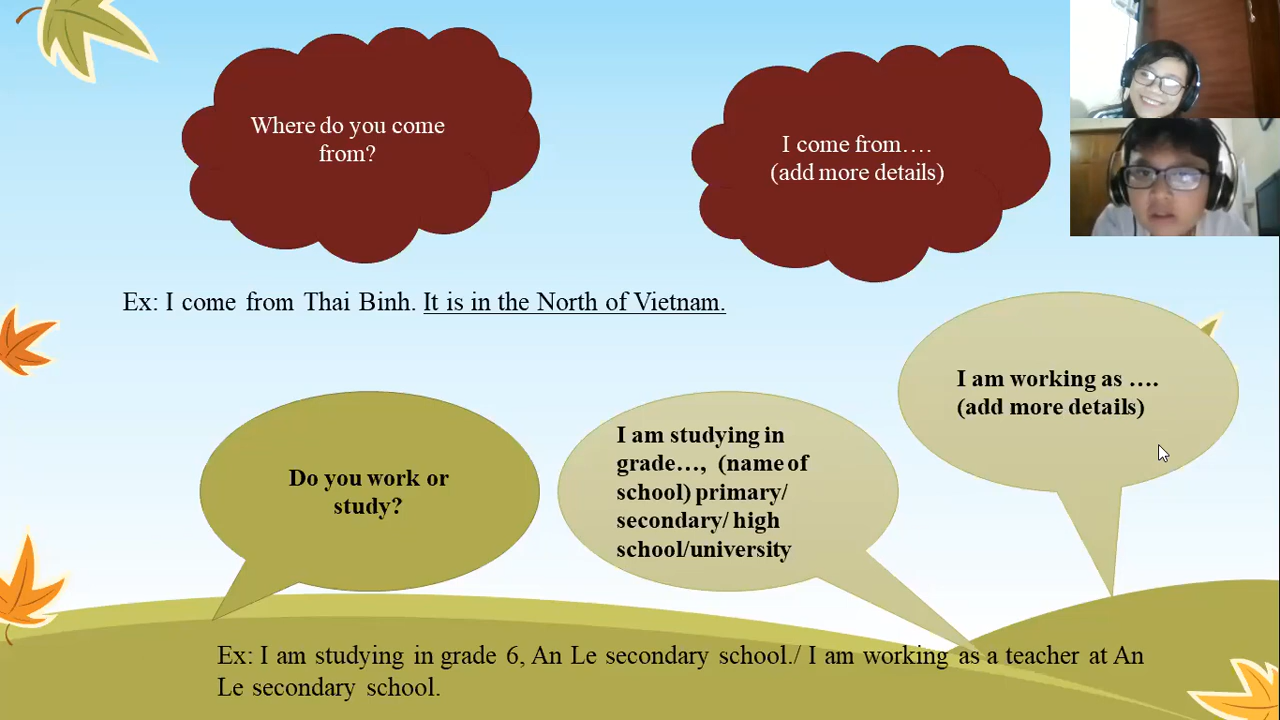 Where do you come
from?
I come from….
(add more details)
Ex: I come from Thai Binh. It is in the North of Vietnam.
Do you work or
study?
I am studying in
grade…, (name of
school) primary/
secondary/ high
school/university
I am working as ….
(add more details)
Ex: I am studying in grade 6, An Le secondary school./ I am working as a teacher at An
Le secondary school.